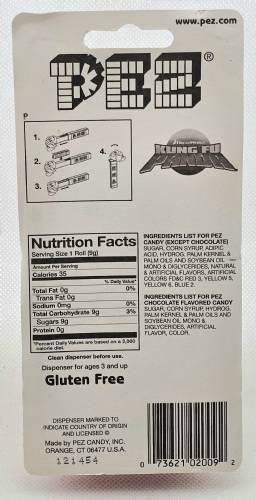 www.pez.com
PEZ®
P
1.
2.
3.
4.
DreamWorks
KUNG FU
PANDA
Nutrition Facts
Serving Size 1 Roll (9g)
Amount Per Serving
Calories 35
% Daily Value*
Total Fat 0g 0%
Trans Fat 0g
Sodium 0mg 0%
Total Carbohydrate 9g 3%
Sugars 9g
Protein 0g
*Percent Daily Values are based on a 2,000
calorie diet.
INGREDIENTS LIST FOR PEZ
CANDY (EXCEPT CHOCOLATE)
SUGAR, CORN SYRUP, ADIPIC
ACID, HYDROG. PALM KERNEL &
PALM OILS AND SOYBEAN OIL
MONO & DIGLYCERIDES, NATURAL
& ARTIFICIAL FLAVORS, ARTIFICIAL
COLORS FD&C RED 3, YELLOW 5,
YELLOW 6, BLUE 2.
INGREDIENTS LIST FOR PEZ
CHOCOLATE FLAVORED CANDY
SUGAR, CORN SYRUP, HYDROG.
PALM KERNEL & PALM OILS AND
SOYBEAN OIL MONO &
DIGLYCERIDES, ARTIFICIAL
FLAVOR, COLOR.
Clean dispenser before use.
Dispenser for ages 3 and up
Gluten Free
DISPENSER MARKED TO
INDICATE COUNTRY OF ORIGIN
AND LICENSED ©
Made by PEZ CANDY, INC.
ORANGE, CT 06477 U.S.A.
121454
0 73621 02009 2